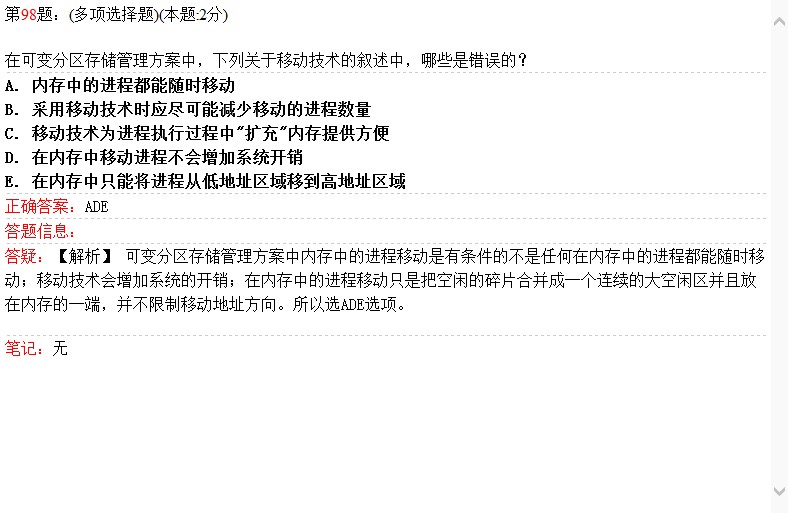 第98题：(多项选择题)(本题:2分)
在可变分区存储管理方案中，下列关于移动技术的叙述中，哪些是错误的？
A. 内存中的进程都能随时移动
B. 采用移动技术时应尽可能减少移动的进程数量
C. 移动技术为进程执行过程中"扩充"内存提供方便
D. 在内存中移动进程不会增加系统开销
E. 在内存中只能将进程从低地址区域移到高地址区域
正确答案：ADE
答题信息：
答疑：【解析】 可变分区存储管理方案中内存中的进程移动是有条件的不是任何在内存中的进程都能随时移
动；移动技术会增加系统的开销；在内存中的进程移动只是把空闲的碎片合并成一个连续的大空闲区并且放
在内存的一端，并不限制移动地址方向。所以选ADE选项。
笔记：无